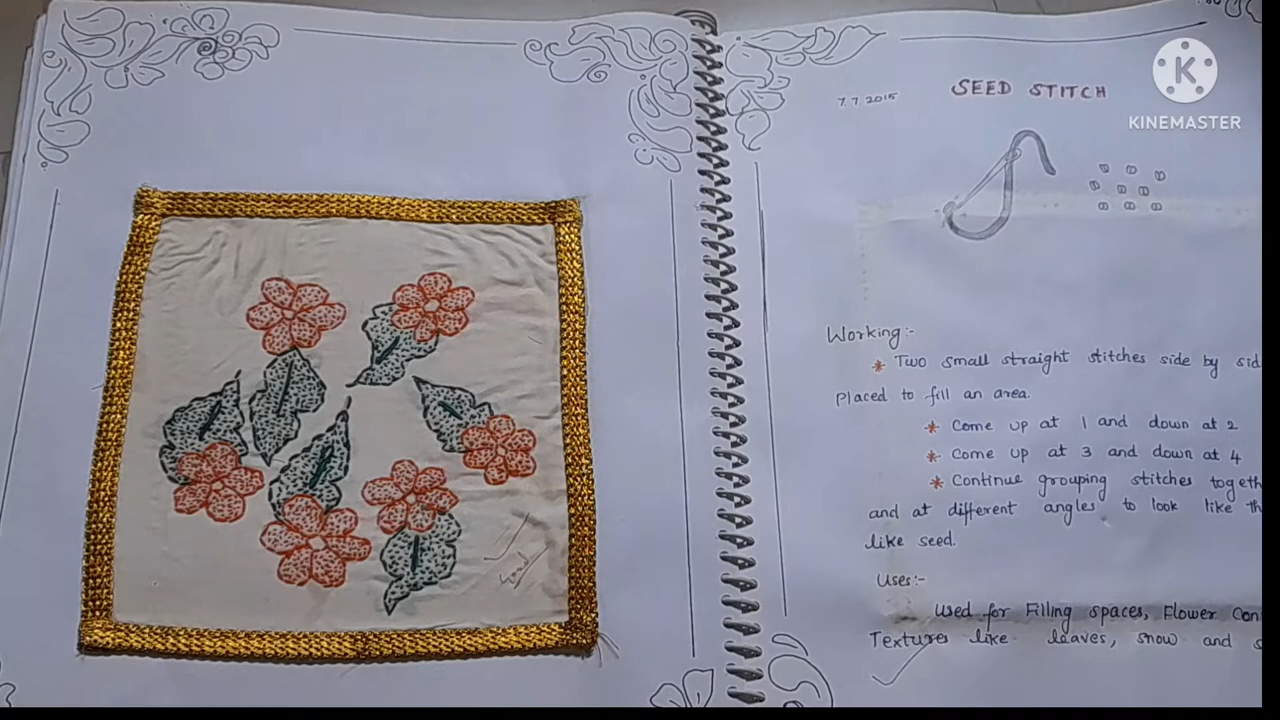 7.7.2015
SEED STITCH
KINEMASTER
Working:-
* Two small straight stitches side by sid
placed to fill an area.
* Come up at 1 and down at 2
* Come up at 3 and down at 4
* Continue grouping stitches togeth
and at different angles, to look like th
like seed.
Uses:-
Used for Filling spaces, Flower Cen
Textures like leaves, snow and s